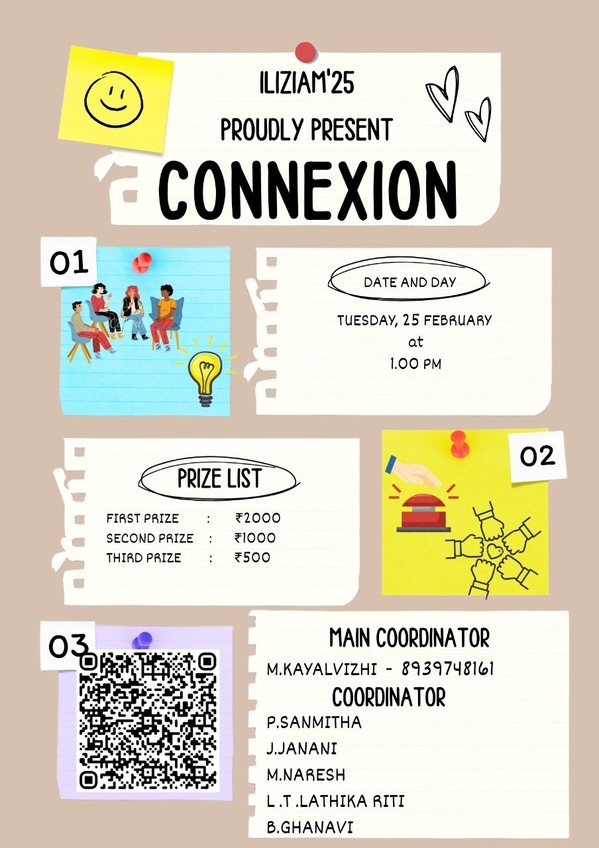 ILIZIAM'25
PROUDLY PRESENT
CONNEXION
01
DATE AND DAY
TUESDAY, 25 FEBRUARY
at
1.00 PM
PRIZE LIST
FIRST PRIZE : ₹2000
SECOND PRIZE : ₹1000
THIRD PRIZE : ₹500
02
03
MAIN COORDINATOR
M.KAYALVIZHI - 8939748161
COORDINATOR
P.SANMITHA
J.JANANI
M.NARESH
L .T .LATHIKA RITI
B.GHANAVI